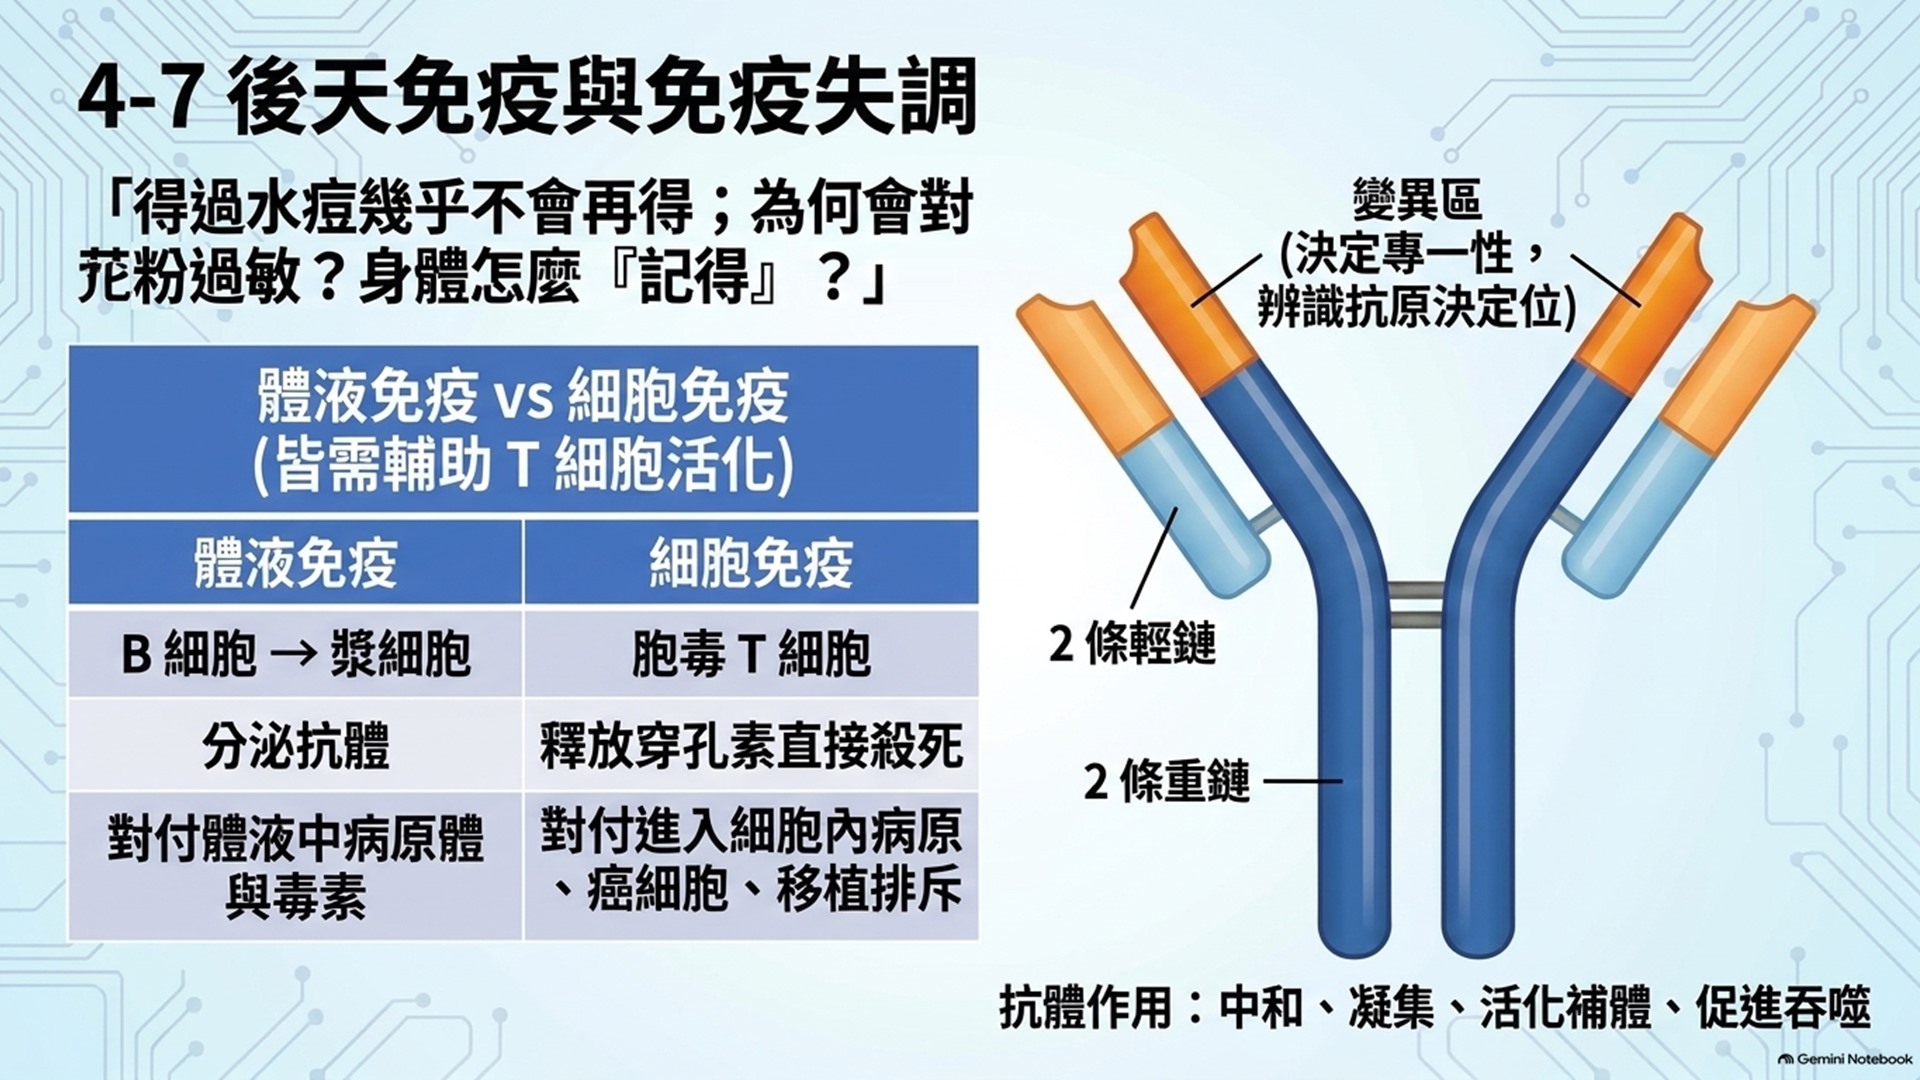 4-7 後天免疫與免疫失調
「得過水痘幾乎不會再得；為何會對
花粉過敏？身體怎麼『記得』？」
體液免疫 vs 細胞免疫
(皆需輔助 T 細胞活化)
體液免疫
細胞免疫
B 細胞 → 漿細胞
胞毒 T 細胞
分泌抗體
釋放穿孔素直接殺死
對付體液中病原體
與毒素
對付進入細胞內病原
、癌細胞、移植排斥
變異區
(決定專一性，
辨識抗原決定位)
2 條輕鏈
2 條重鏈
抗體作用：中和、凝集、活化補體、促進吞噬
Gemini Notebook